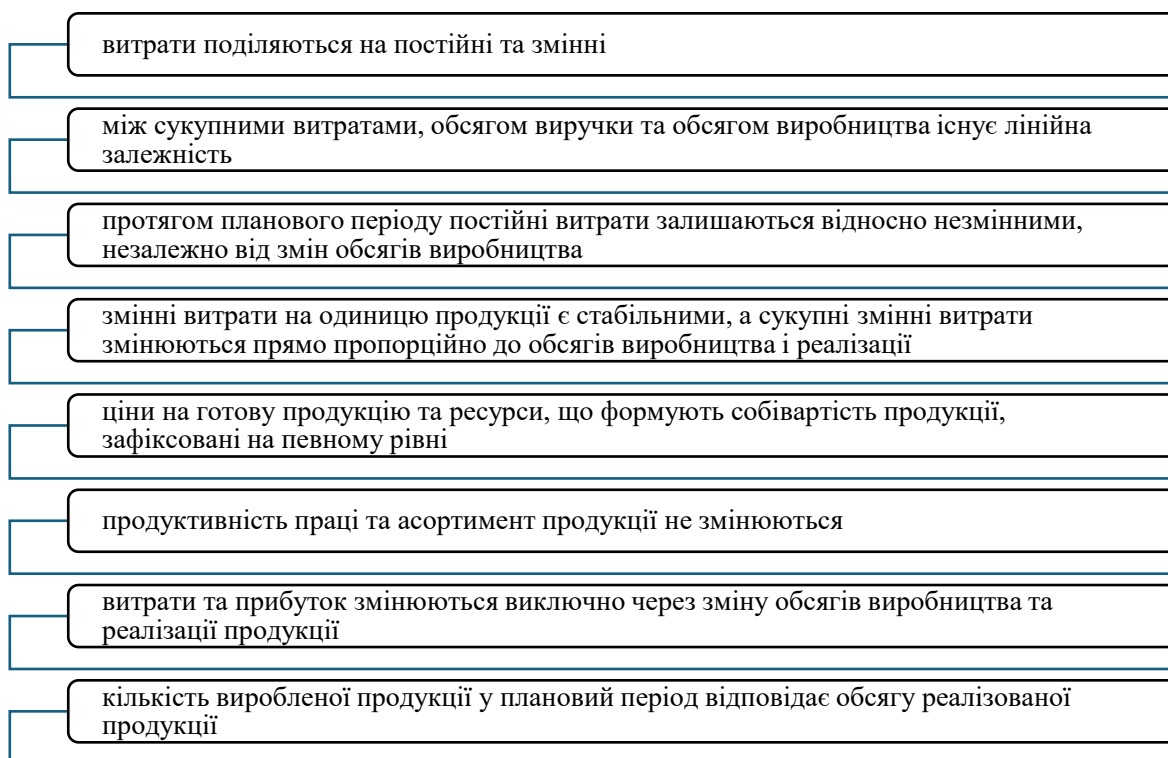 витрати поділяються на постійні та змінні
між сукупними витратами, обсягом виручки та обсягом виробництва існує лінійна
залежність
протягом планового періоду постійні витрати залишаються відносно незмінними,
незалежно від змін обсягів виробництва
змінні витрати на одиницю продукції є стабільними, а сукупні змінні витрати
змінюються прямо пропорційно до обсягів виробництва і реалізації
ціни на готову продукцію та ресурси, що формують собівартість продукції,
зафіксовані на певному рівні
продуктивність праці та асортимент продукції не змінюються
витрати та прибуток змінюються виключно через зміну обсягів виробництва та
реалізації продукції
кількість виробленої продукції у плановий період відповідає обсягу реалізованої
продукції